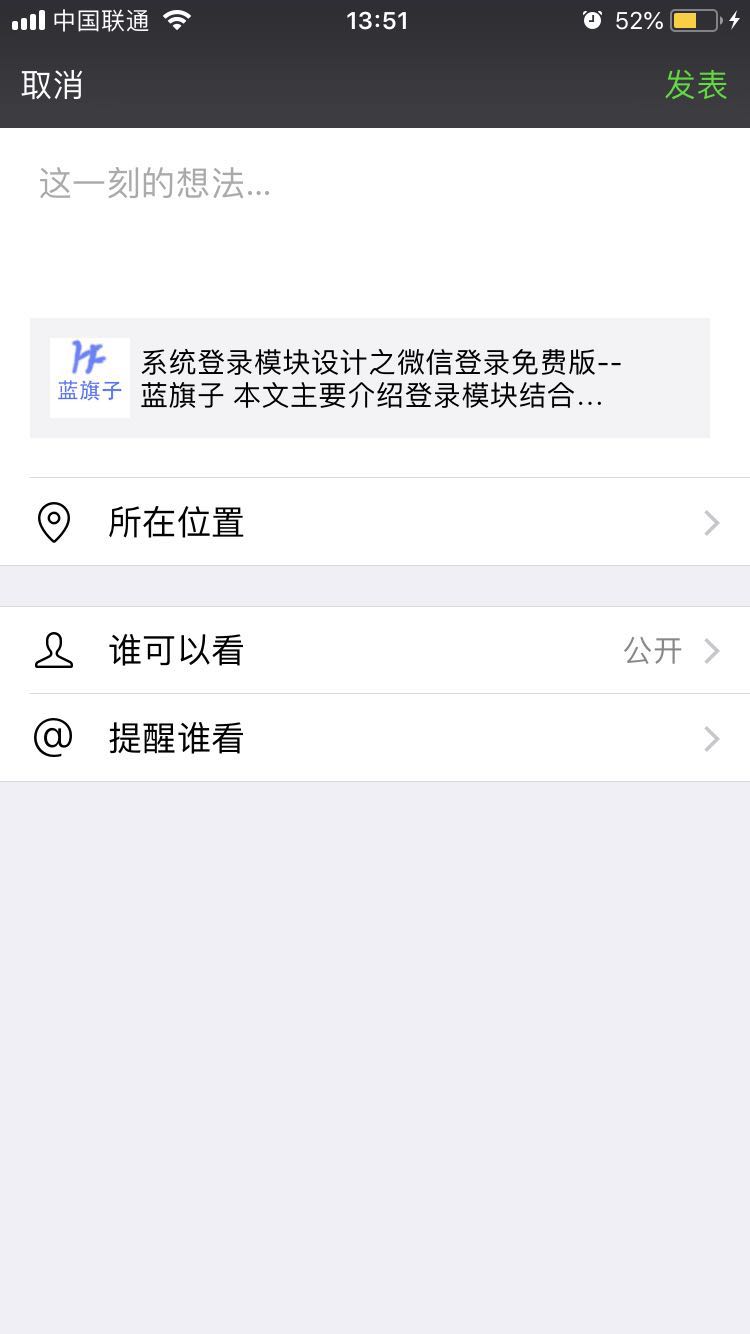 中国联通 13:51 52%
取消 发表
这一刻的想法...
系统登录模块设计之微信登录免费版--
蓝旗子 本文主要介绍登录模块结合...
蓝旗子
所在位置
谁可以看 公开
@ 提醒谁看